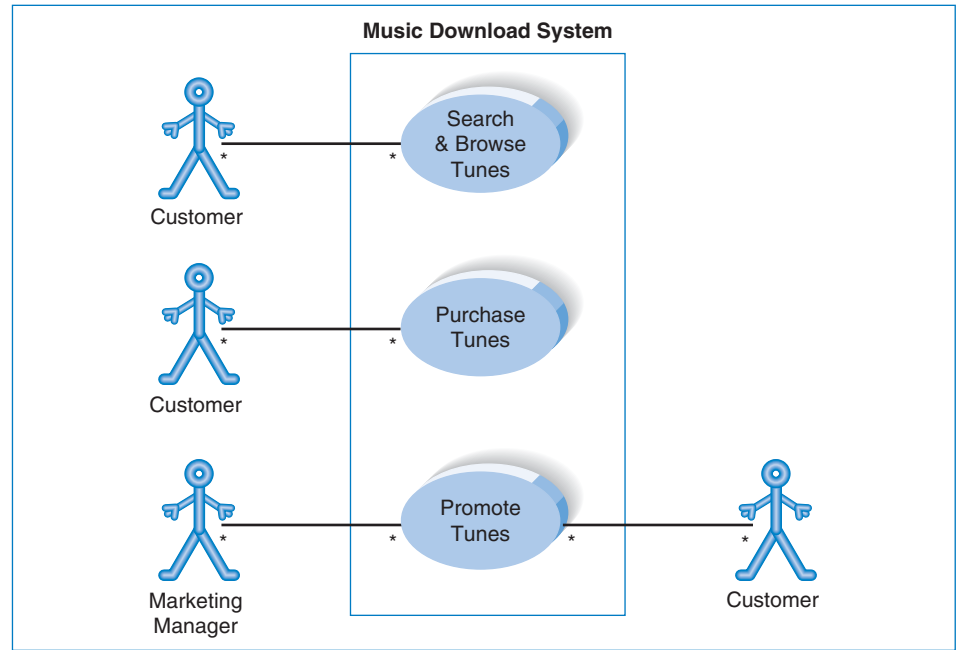 Music Download System
Search
& Browse
Tunes
*
*
Customer
Purchase
Tunes
*
*
Customer
Promote
Tunes
*
*
*
*
Marketing
Manager
Customer